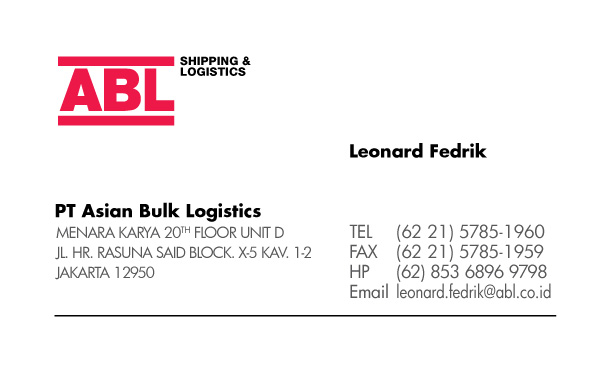 ABL
SHIPPING &
LOGISTICS
Leonard Fedrik
PT Asian Bulk Logistics
MENARA KARYA 20TH FLOOR UNIT D
JL. HR. RASUNA SAID BLOCK. X-5 KAV. 1-2
JAKARTA 12950
TEL (62 21) 5785-1960
FAX (62 21) 5785-1959
HP (62) 853 6896 9798
Email leonard.fedrik@abl.co.id